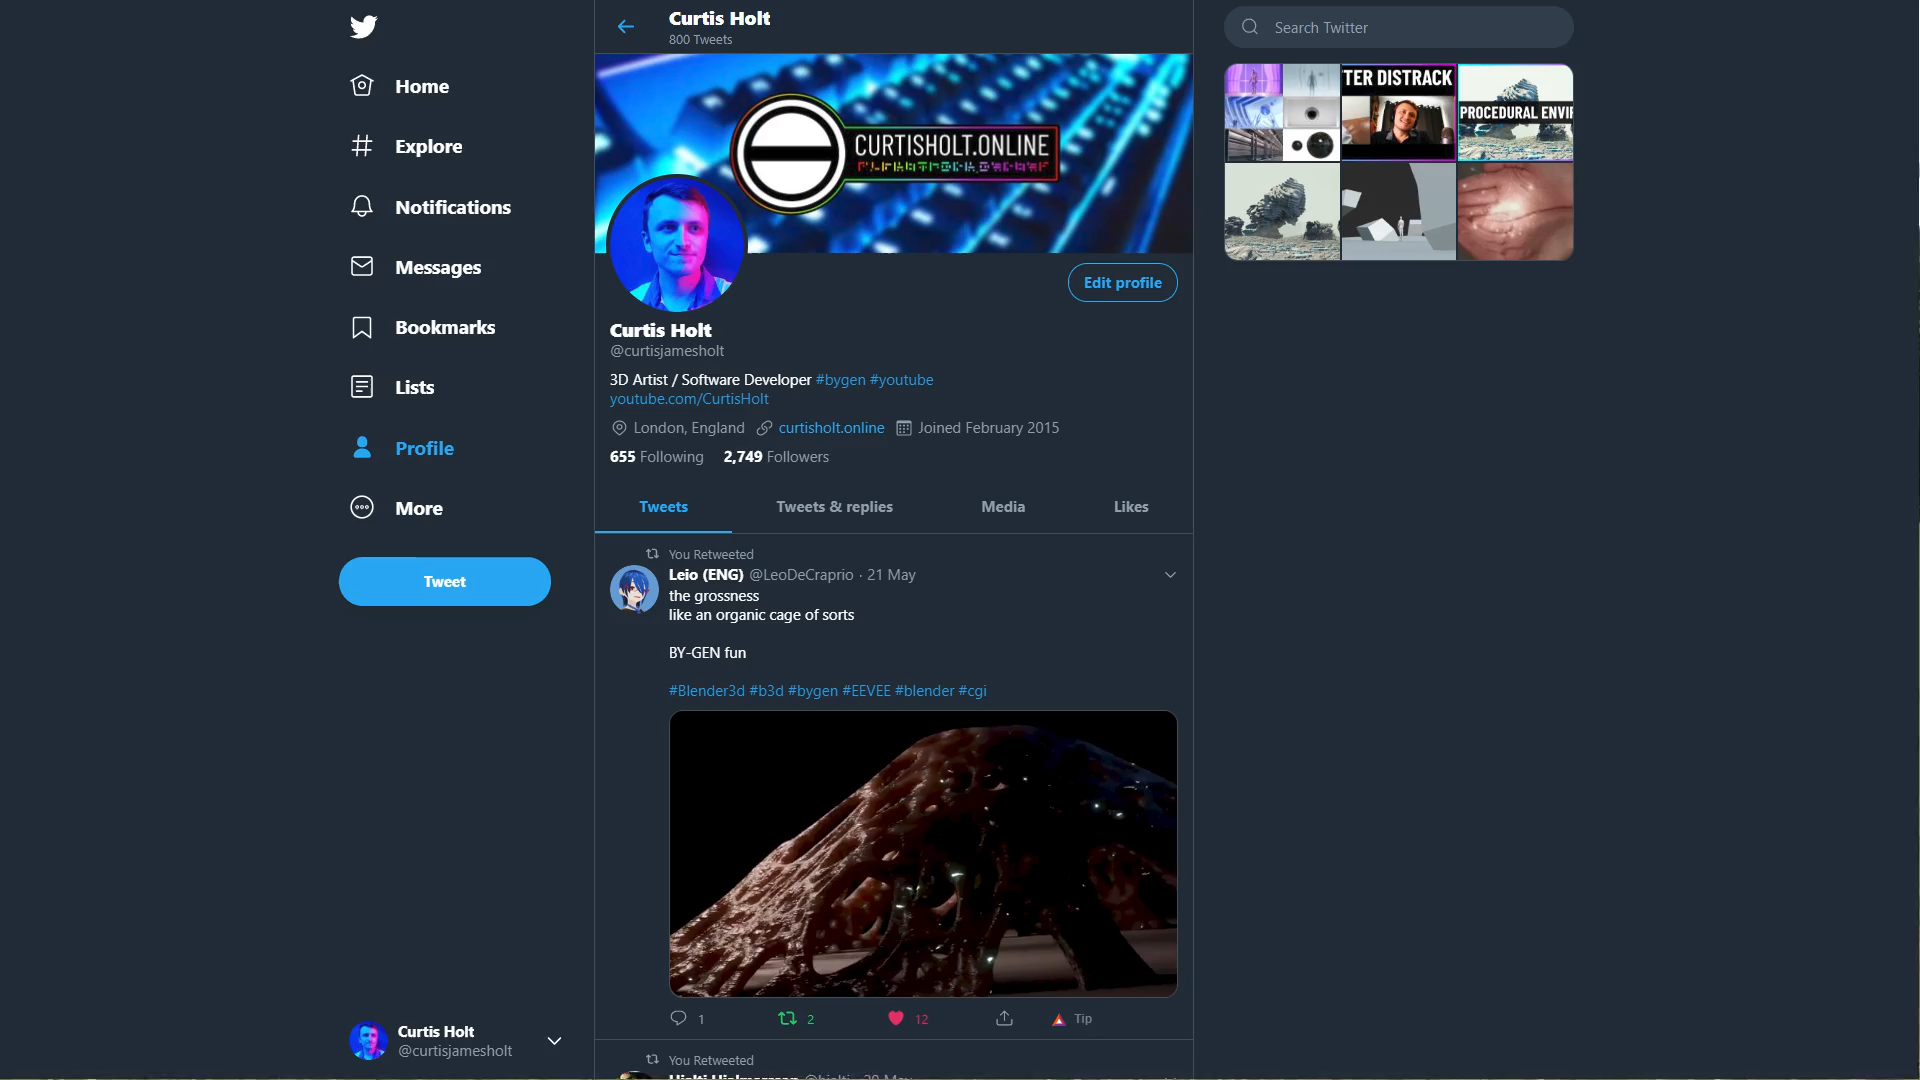 Home
Explore
Notifications
Messages
Bookmarks
Lists
Profile
More
Tweet
Curtis Holt
@curtisjamesholt
Curtis Holt
800 Tweets
CURTISHOLT.ONLINE
Edit profile
Curtis Holt
@curtisjamesholt
3D Artist / Software Developer #bygen #youtube
youtube.com/CurtisHolt
London, England curtisholt.online Joined February 2015
655 Following 2,749 Followers
Tweets Tweets & replies Media Likes
You Retweeted
Leio (ENG) @LeoDeCraprio · 21 May
the grossness
like an organic cage of sorts
BY-GEN fun
#Blender3d #b3d #bygen #EEVEE #blender #cgi
1 2 12 Tip
You Retweeted
Search Twitter
TER DISTRACK
PROCEDURAL ENVIR